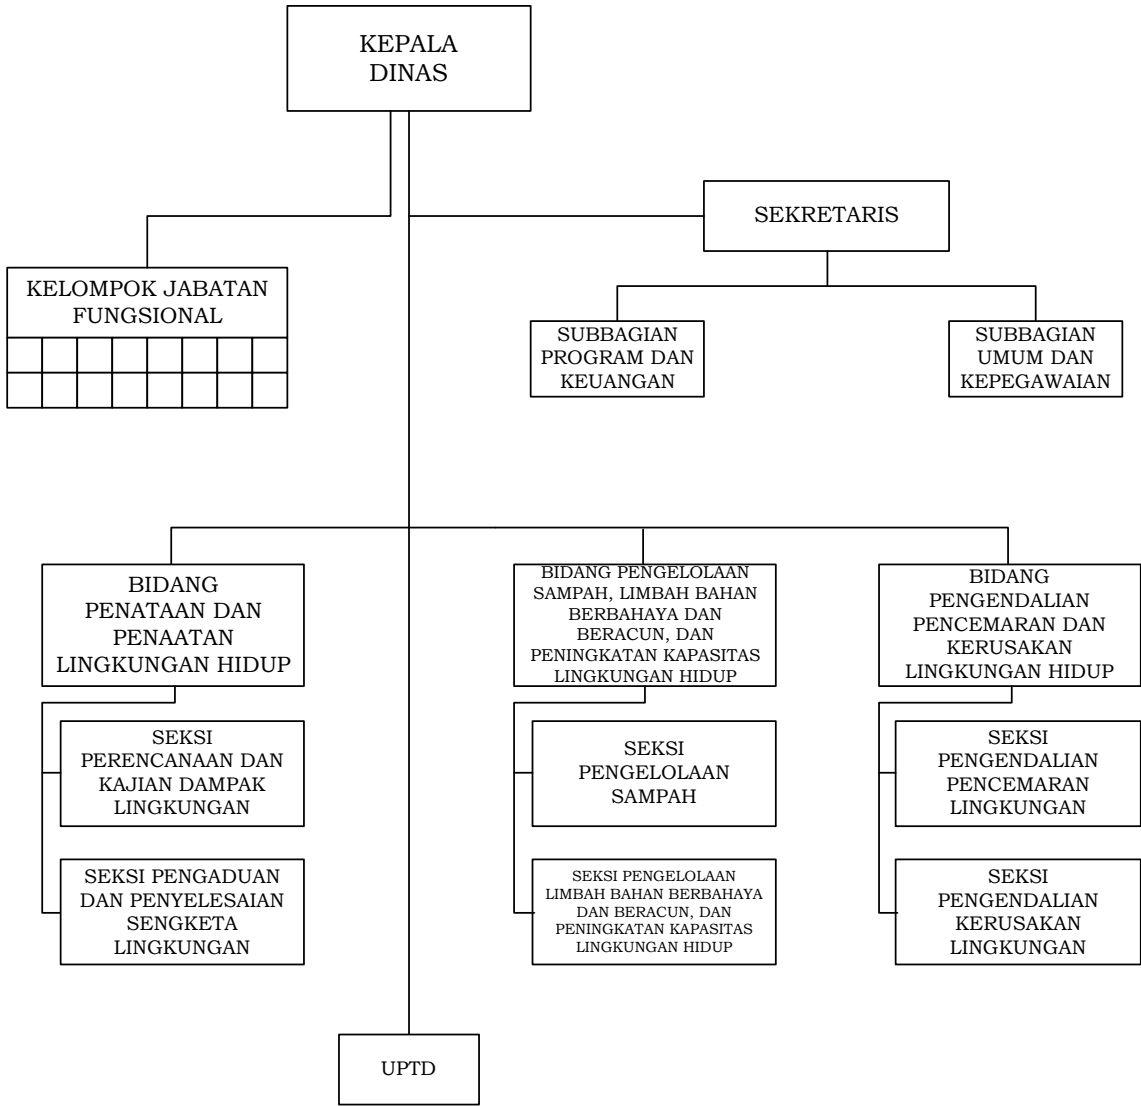 KEPALA
DINAS
SEKRETARIS
KELOMPOK JABATAN
FUNGSIONAL
SUBBAGIAN
PROGRAM DAN
KEUANGAN
SUBBAGIAN
UMUM DAN
KEPEGAWAIAN
BIDANG
PENATAAN DAN
PENAATAN
LINGKUNGAN HIDUP
BIDANG PENGELOLAAN
SAMPAH, LIMBAH BAHAN
BERBAHAYA DAN
BERACUN, DAN
PENINGKATAN KAPASITAS
LINGKUNGAN HIDUP
BIDANG
PENGENDALIAN
PENCEMARAN DAN
KERUSAKAN
LINGKUNGAN HIDUP
SEKSI
PERENCANAAN DAN
KAJIAN DAMPAK
LINGKUNGAN
SEKSI
PENGELOLAAN
SAMPAH
SEKSI
PENGENDALIAN
PENCEMARAN
LINGKUNGAN
SEKSI PENGADUAN
DAN PENYELESAIAN
SENGKETA
LINGKUNGAN
SEKSI PENGELOLAAN
LIMBAH BAHAN BERBAHAYA
DAN BERACUN, DAN
PENINGKATAN KAPASITAS
LINGKUNGAN HIDUP
SEKSI
PENGENDALIAN
KERUSAKAN
LINGKUNGAN
UPTD